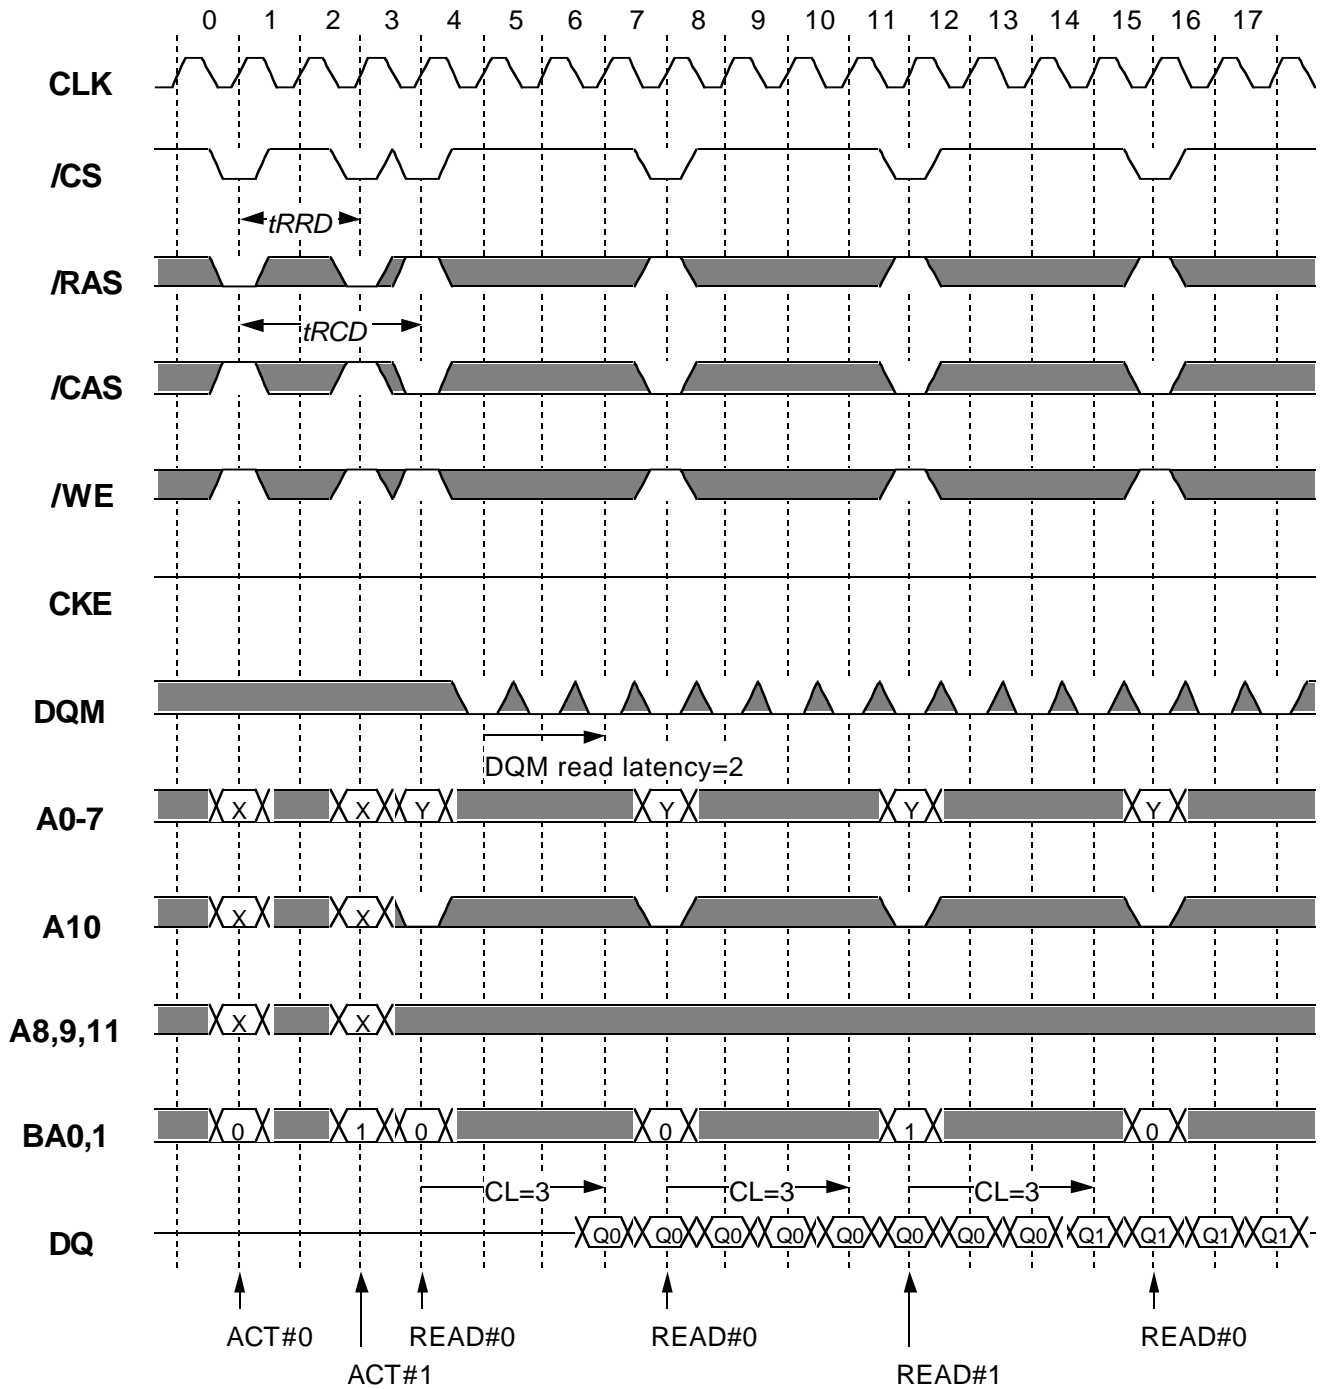 0 1 2 3 4 5 6 7 8 9 10 11 12 13 14 15 16 17
CLK
/CS
tRRD
/RAS
tRCD
/CAS
/WE
CKE
DQM
DQM read latency=2
A0-7 X X Y Y Y Y
A10 X X
A8,9,11 X X
BA0,1 0 1 0 0 1 0
CL=3 CL=3 CL=3
DQ Q0 Q0 Q0 Q0 Q0 Q0 Q0 Q0 Q1 Q1 Q1 Q1
ACT#0 READ#0 READ#0 READ#0
ACT#1 READ#1